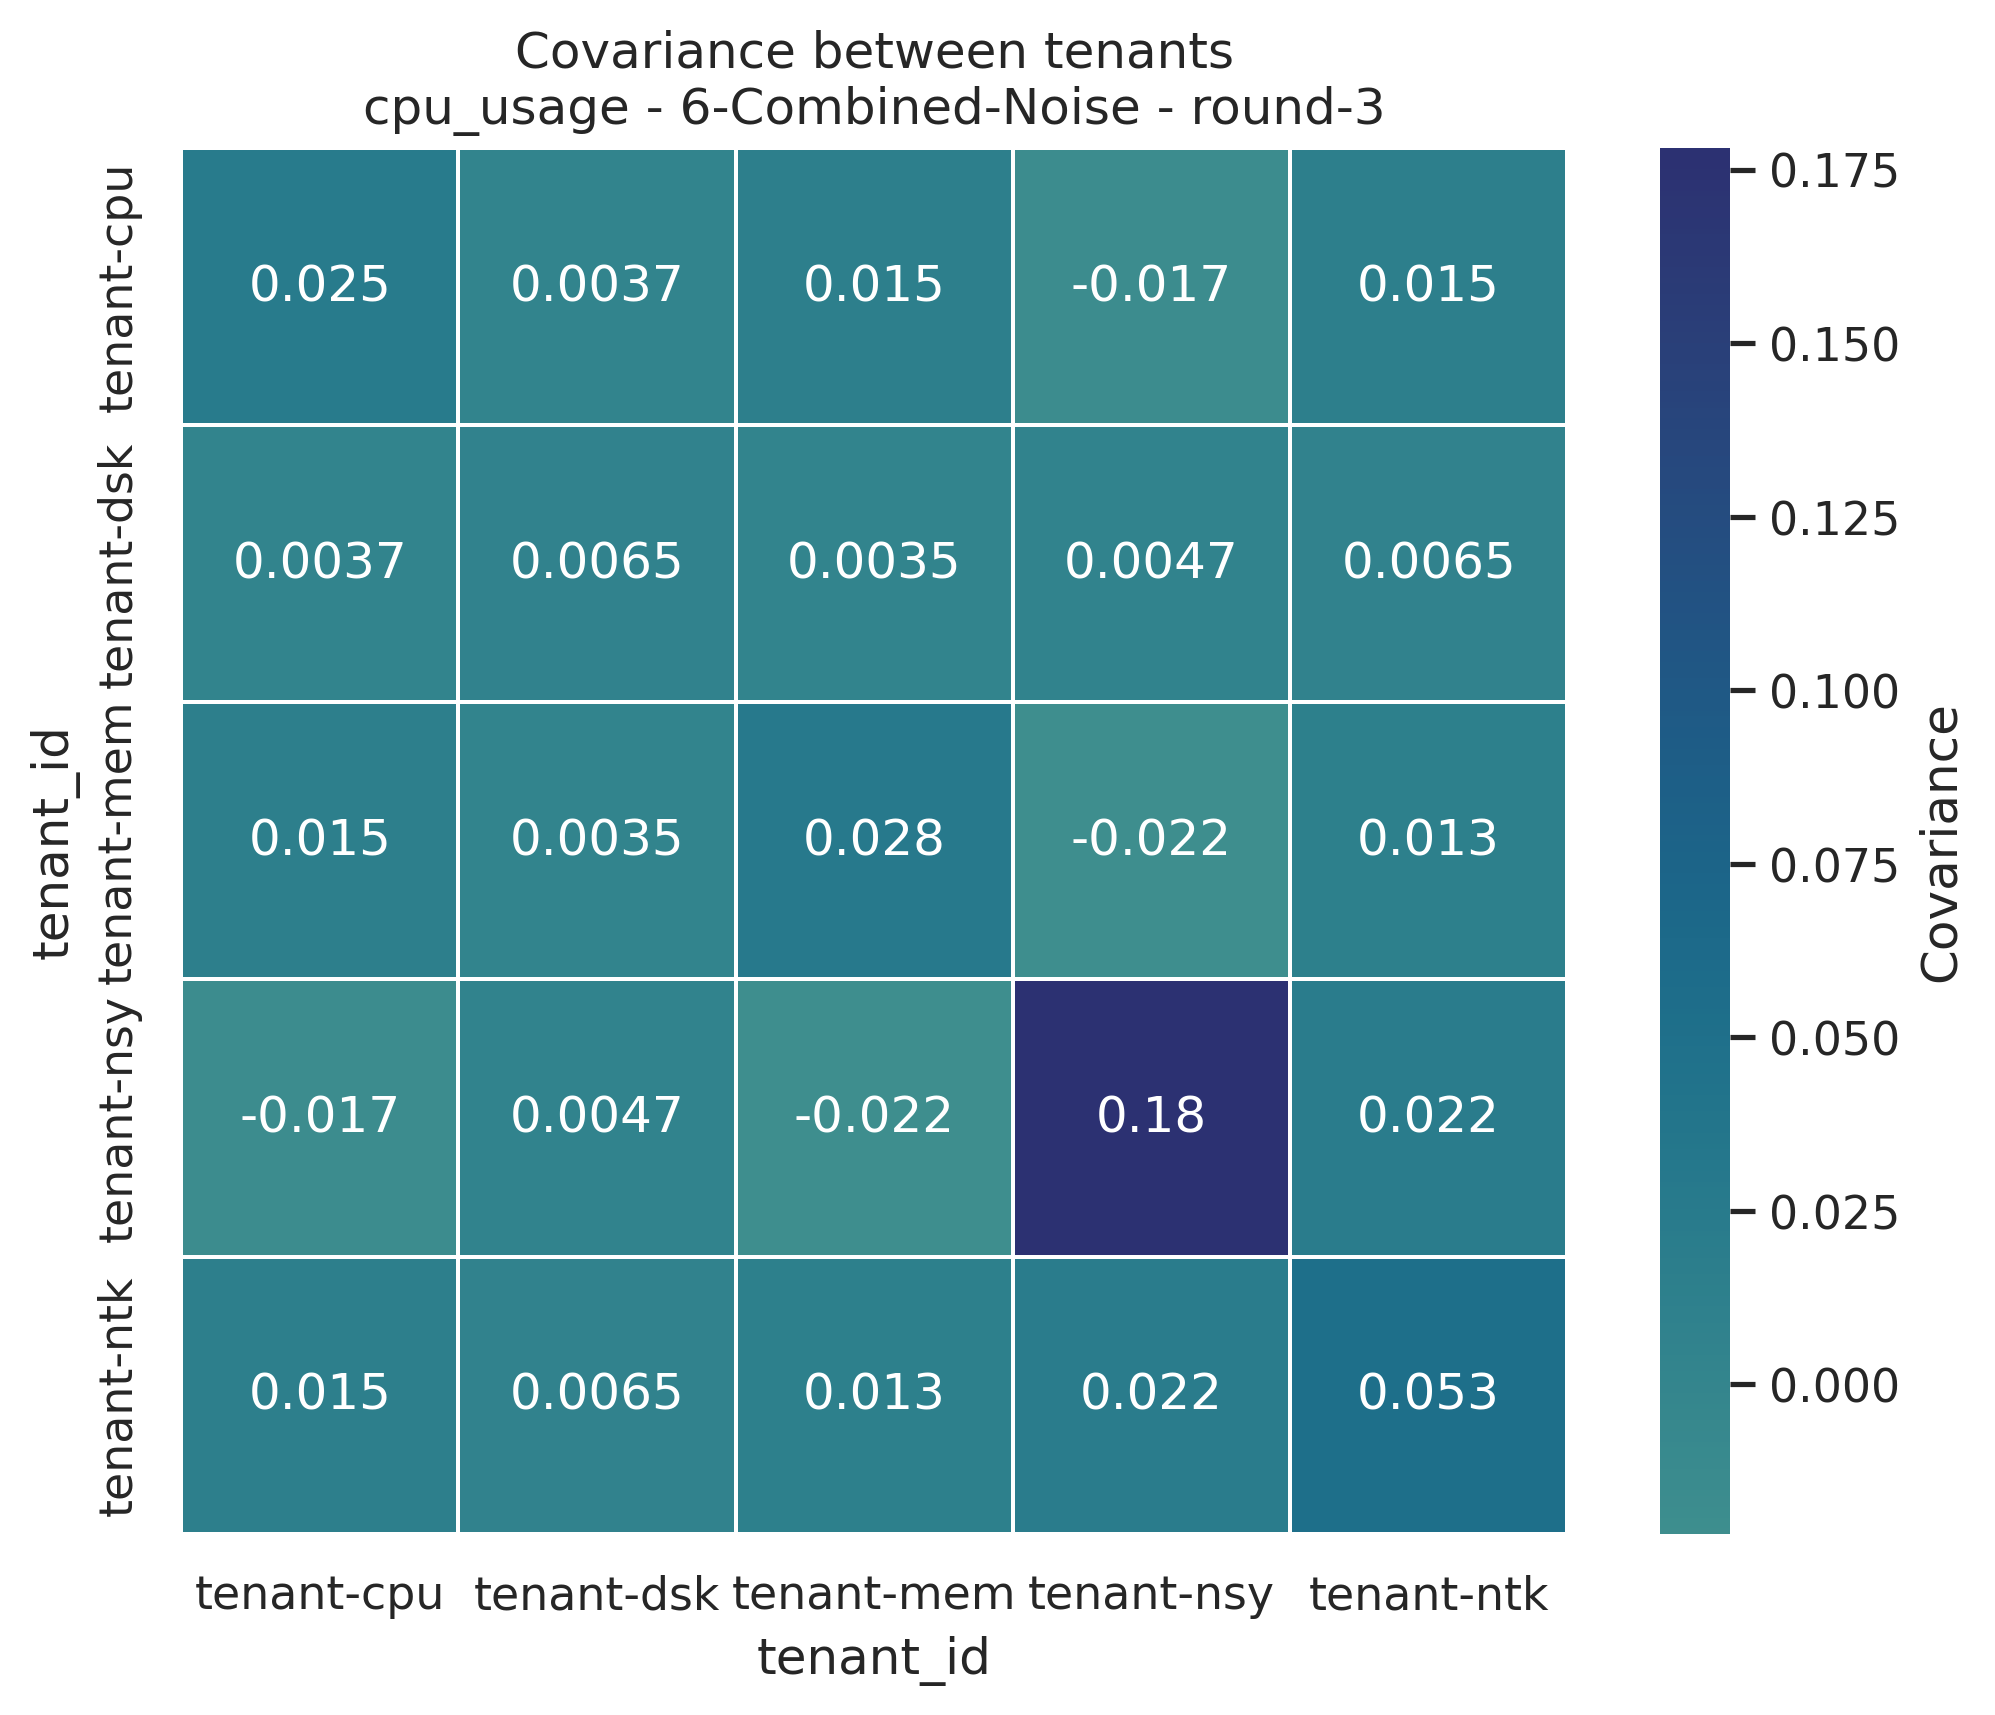 Covariance between tenants
cpu_usage - 6-Combined-Noise - round-3
tenant_id
tenant-cpu
0.025 0.0037 0.015 -0.017 0.015
tenant-dsk
0.0037 0.0065 0.0035 0.0047 0.0065
tenant-mem
0.015 0.0035 0.028 -0.022 0.013
tenant-nsy
-0.017 0.0047 -0.022 0.18 0.022
tenant-ntk
0.015 0.0065 0.013 0.022 0.053
tenant-cpu tenant-dsk tenant-mem tenant-nsy tenant-ntk
tenant_id
0.175
0.150
0.125
0.100
0.075
0.050
0.025
0.000
Covariance